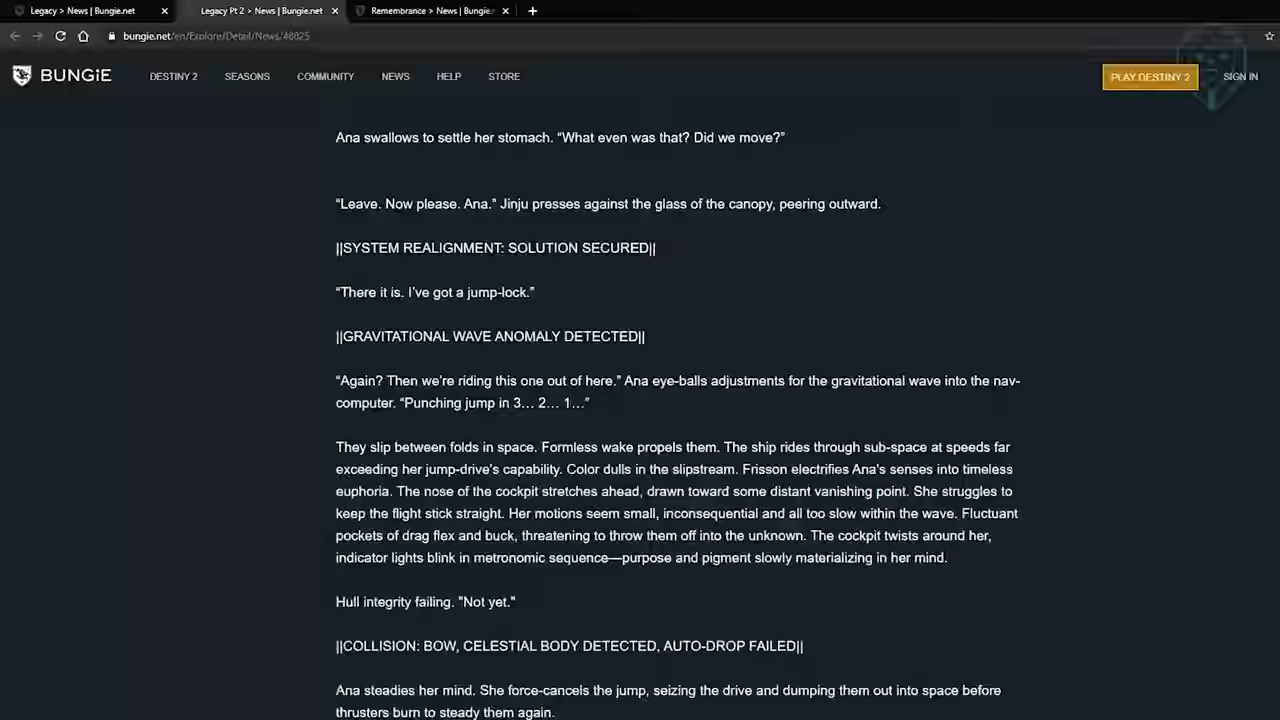 Legacy > News | Bungie.net
Legacy Pt 2 > News | Bungie.net
Remembrance > News | Bungie.
bungie.net/en/Explore/Detail/News/48825
BUNGiE
DESTINY 2
SEASONS
COMMUNITY
NEWS
HELP
STORE
PLAY DESTINY 2
SIGN IN
Ana swallows to settle her stomach. “What even was that? Did we move?”
“Leave. Now please. Ana.” Jinju presses against the glass of the canopy, peering outward.
||SYSTEM REALIGNMENT: SOLUTION SECURED||
“There it is. I’ve got a jump-lock.”
||GRAVITATIONAL WAVE ANOMALY DETECTED||
“Again? Then we’re riding this one out of here.” Ana eye-balls adjustments for the gravitational wave into the nav-
computer. “Punching jump in 3… 2… 1…”
They slip between folds in space. Formless wake propels them. The ship rides through sub-space at speeds far
exceeding her jump-drive’s capability. Color dulls in the slipstream. Frisson electrifies Ana’s senses into timeless
euphoria. The nose of the cockpit stretches ahead, drawn toward some distant vanishing point. She struggles to
keep the flight stick straight. Her motions seem small, inconsequential and all too slow within the wave. Fluctuant
pockets of drag flex and buck, threatening to throw them off into the unknown. The cockpit twists around her,
indicator lights blink in metronomic sequence—purpose and pigment slowly materializing in her mind.
Hull integrity failing. "Not yet."
||COLLISION: BOW, CELESTIAL BODY DETECTED, AUTO-DROP FAILED||
Ana steadies her mind. She force-cancels the jump, seizing the drive and dumping them out into space before
thrusters burn to steady them again.